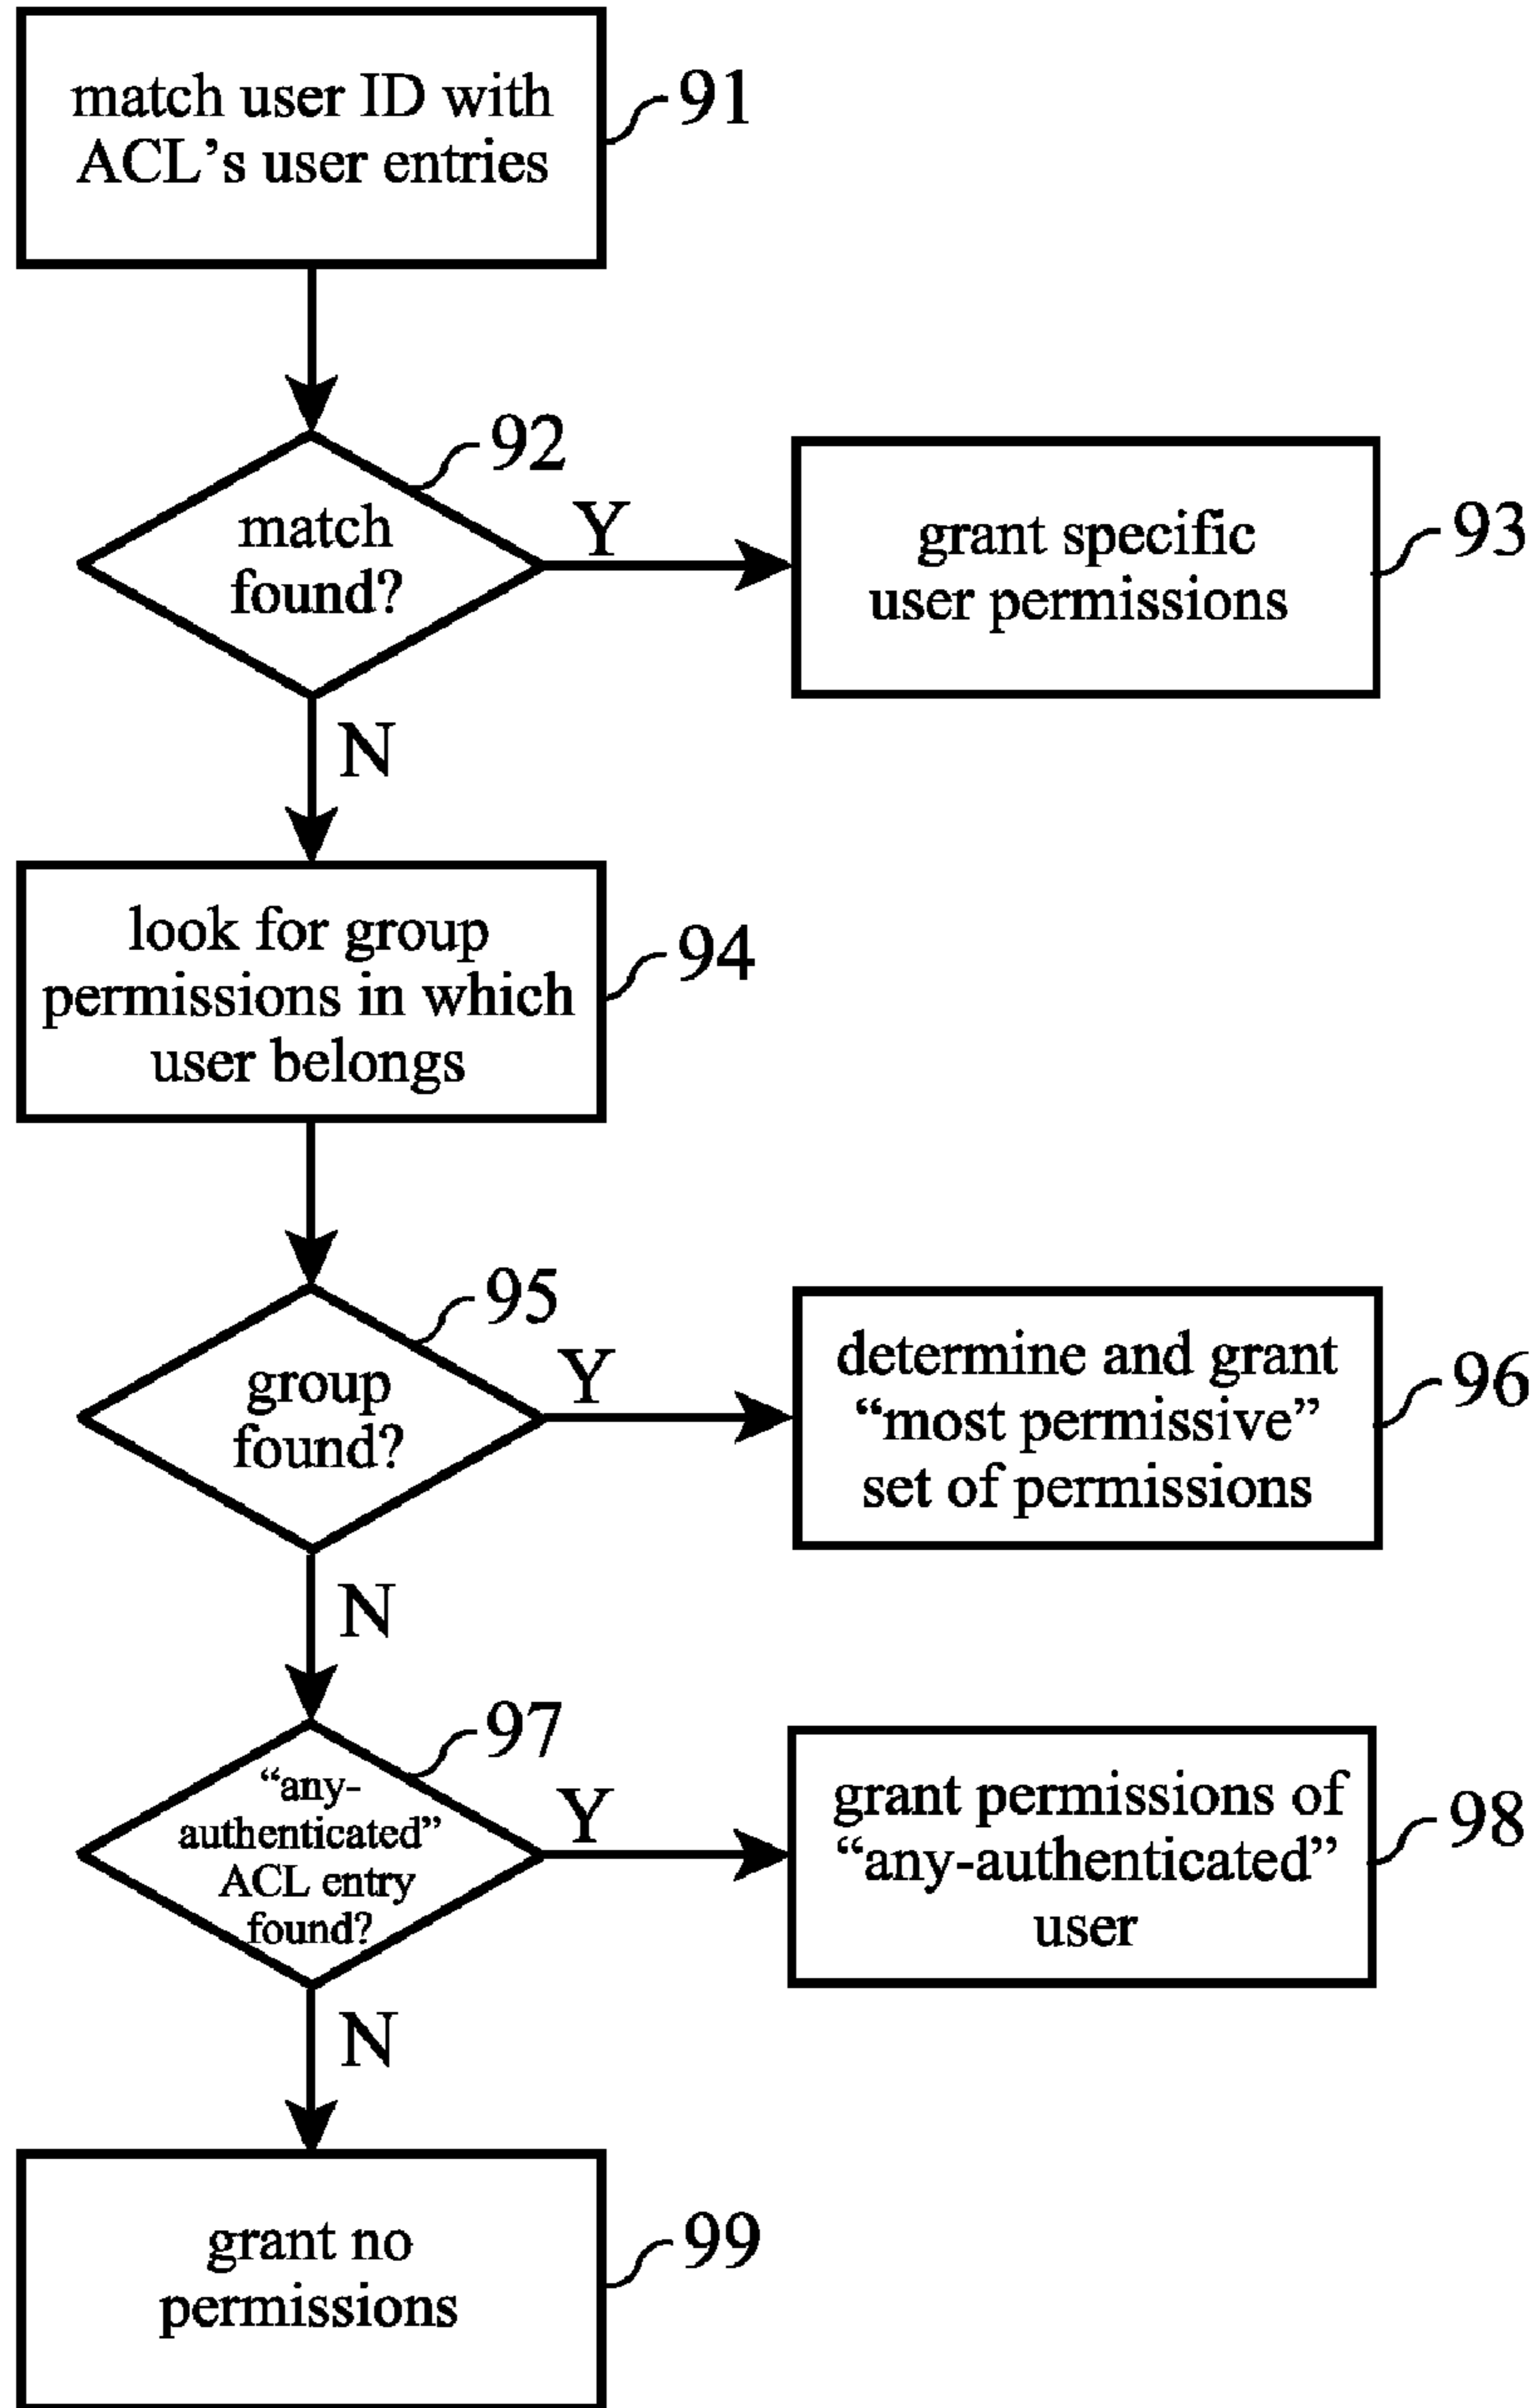 match user ID with
ACL's user entries
91
92
match
found?
Y
grant specific
user permissions
93
N
look for group
permissions in which
user belongs
94
95
group
found?
Y
determine and grant
“most permissive”
set of permissions
96
N
97
“any-
authenticated”
ACL entry
found?
Y
grant permissions of
“any-authenticated”
user
98
N
grant no
permissions
99